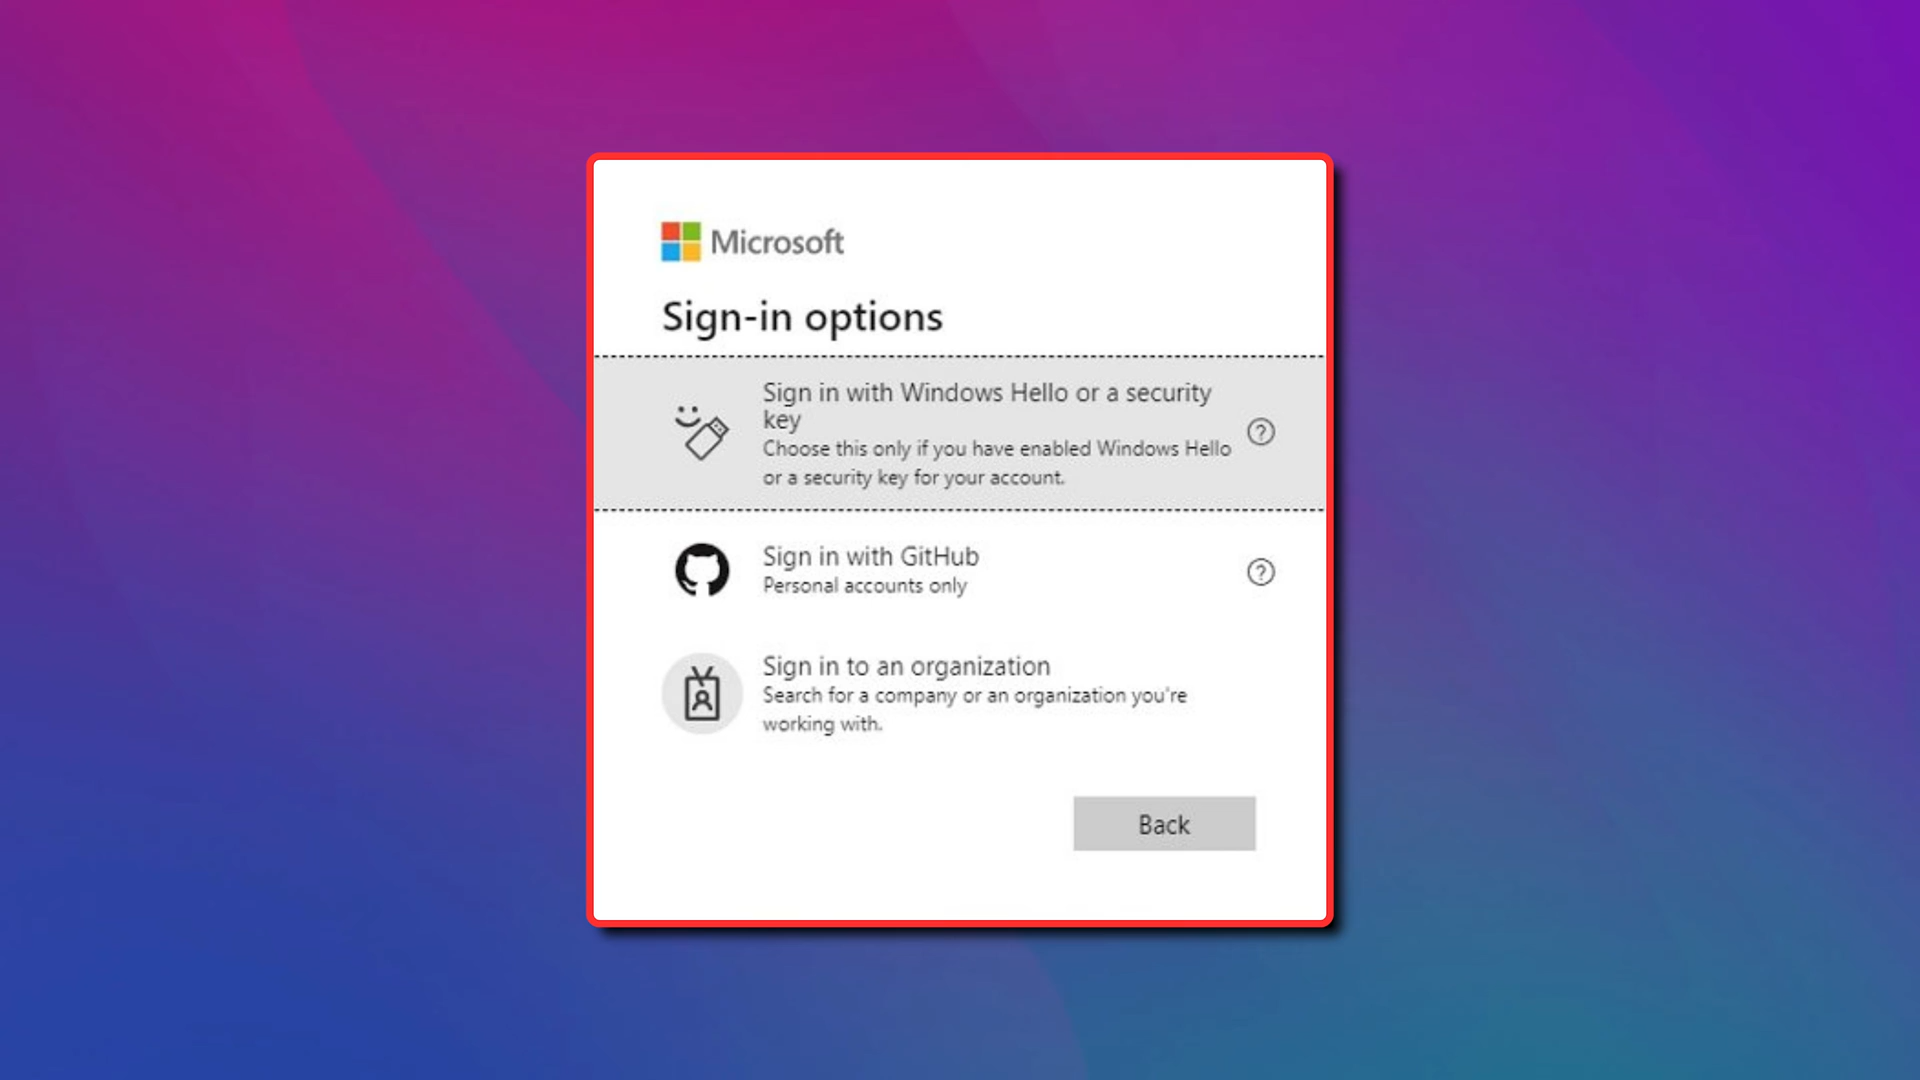 Microsoft
Sign-in options
Sign in with Windows Hello or a security
key
Choose this only if you have enabled Windows Hello
or a security key for your account.
Sign in with GitHub
Personal accounts only
Sign in to an organization
Search for a company or an organization you're
working with.
Back